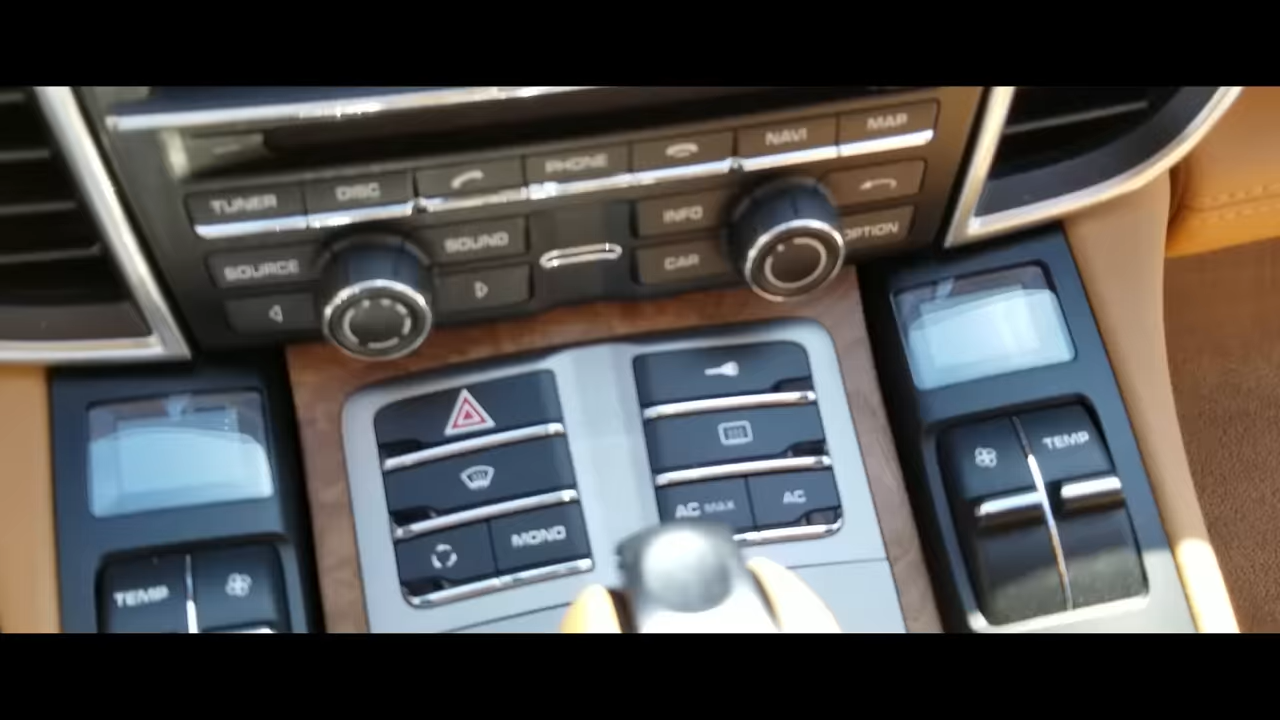 TUNER DISC PHONE NAVI MAP
SOURCE SOUND INFO OPTION
CAR
TEMP
MONO
AC MAX AC
TEMP